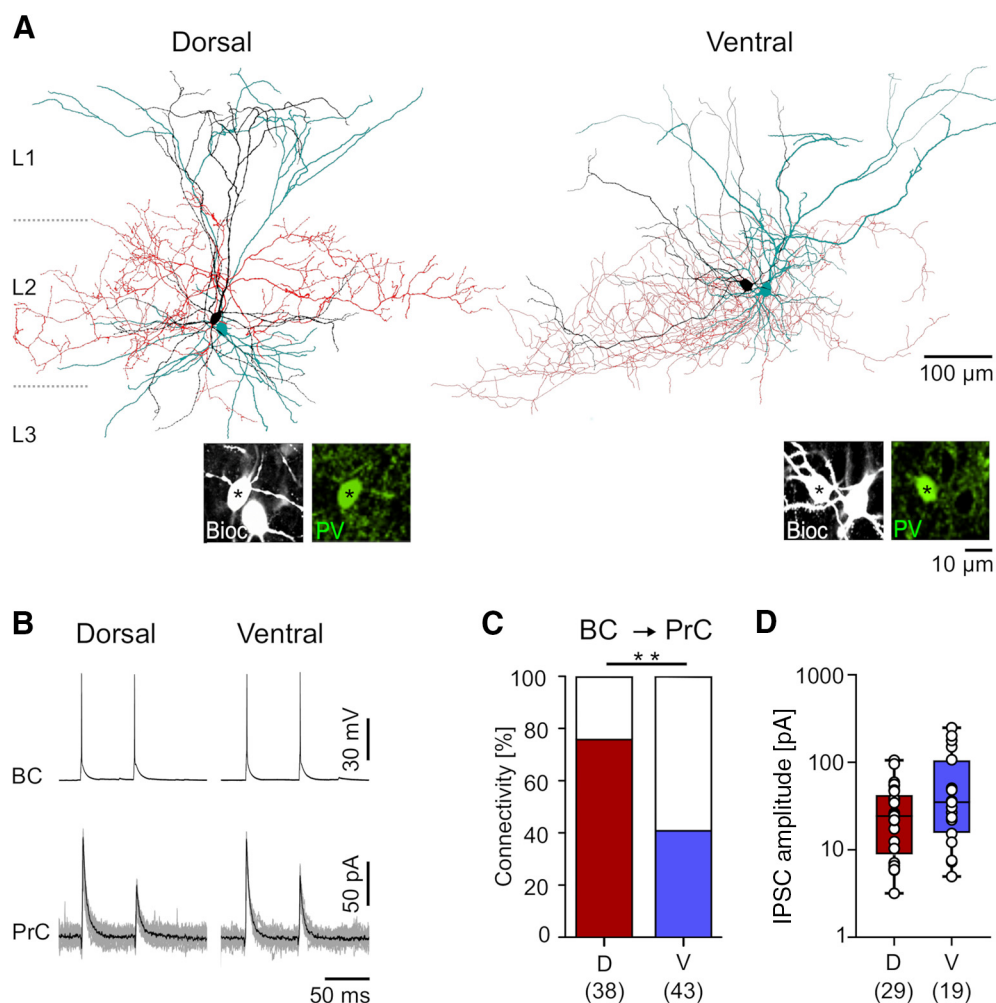 A
Dorsal
Ventral
L1
L2
L3
100 µm
*
Bioc
*
PV
*
Bioc
*
PV
10 µm
B
Dorsal
Ventral
BC
30 mV
PrC
50 pA
50 ms
C
BC → PrC
* *
Connectivity [%]
100
80
60
40
20
0
D
V
(38)
(43)
D
IPSC amplitude [pA]
1000
100
10
1
D
V
(29)
(19)